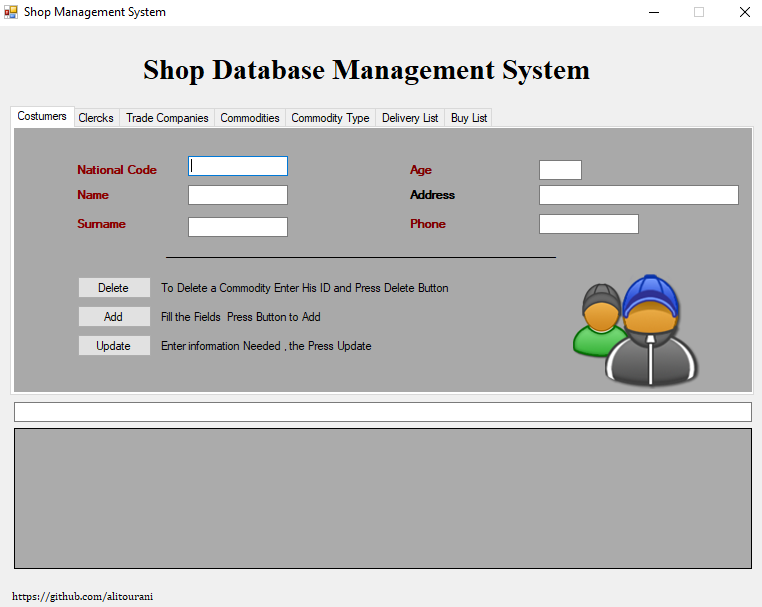 Shop Management System
Shop Database Management System
Costumers Clercks Trade Companies Commodities Commodity Type Delivery List Buy List
National Code Age
Name Address
Surname Phone
Delete To Delete a Commodity Enter His ID and Press Delete Button
Add Fill the Fields Press Button to Add
Update Enter information Needed , the Press Update
https://github.com/alitourani